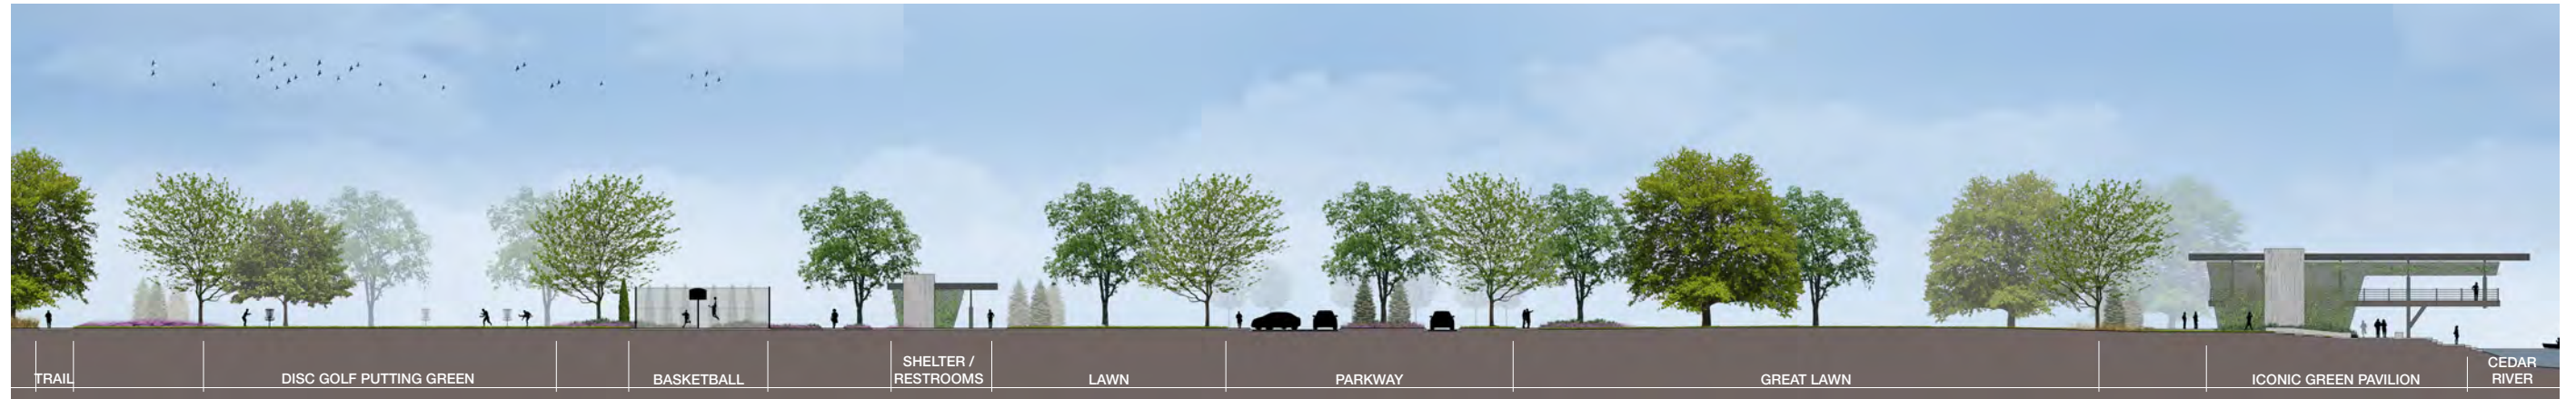 TRAIL
DISC GOLF PUTTING GREEN
BASKETBALL
SHELTER /
RESTROOMS
LAWN
PARKWAY
GREAT LAWN
ICONIC GREEN PAVILION
CEDAR
RIVER